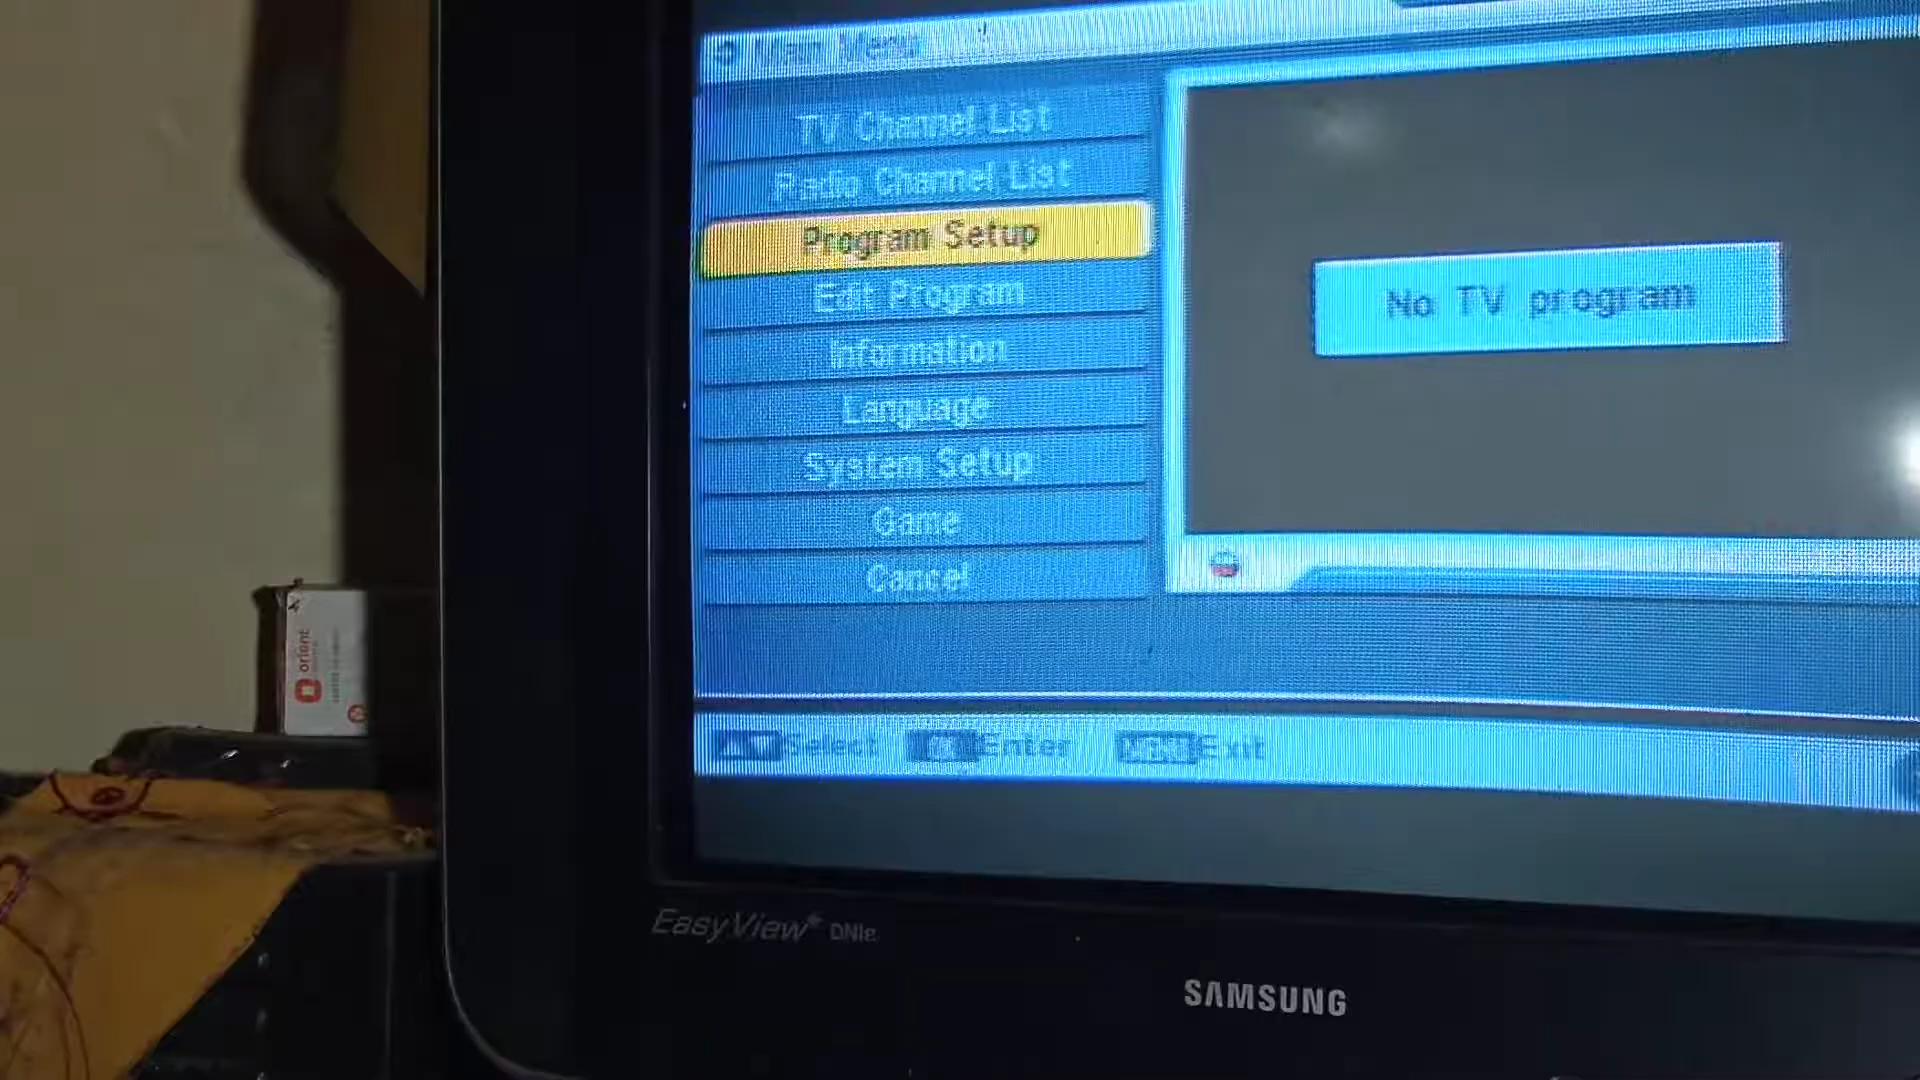 Main Menu
TV Channel List
Radio Channel List
Program Setup
Edit Program
Information
Language
System Setup
Game
Cancel
No TV program
Select Enter MENU Exit
orient
EasyView DNIe
SAMSUNG